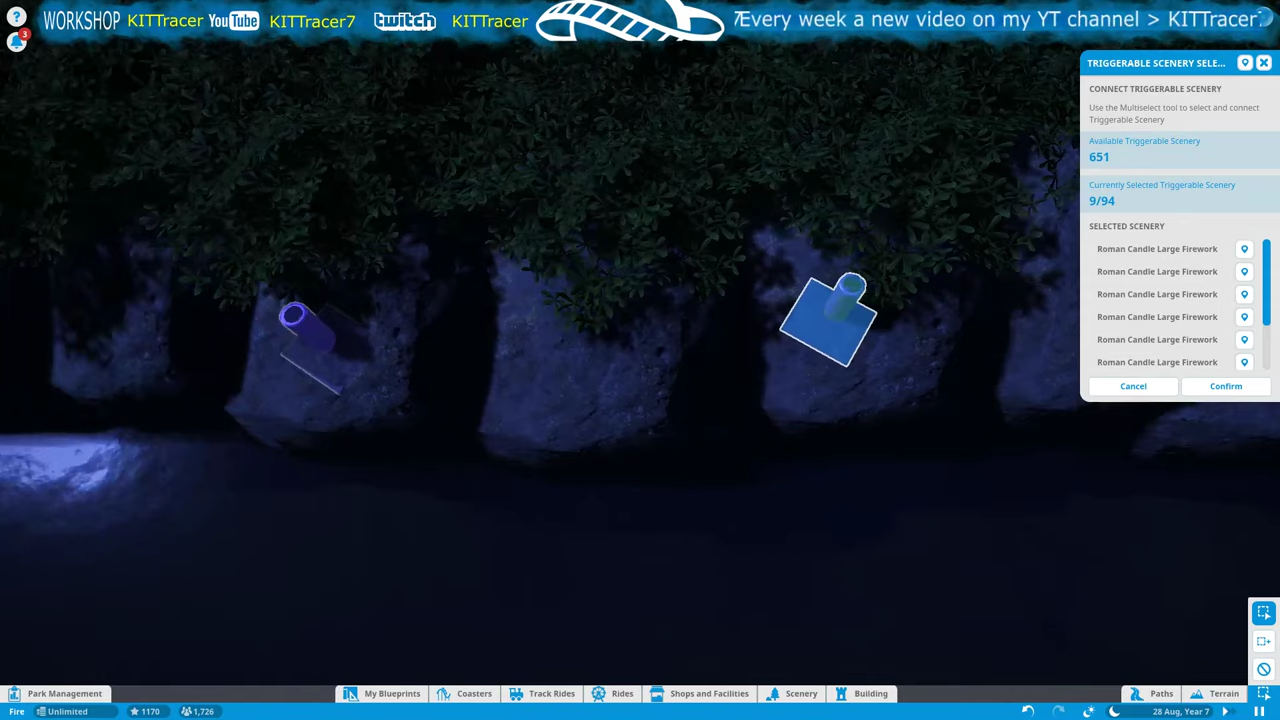 WORKSHOP KITTracer YouTube KITTracer7 twitch KITTracer 7Every week a new video on my YT channel > KITTracer7
?
3
TRIGGERABLE SCENERY SELE...
CONNECT TRIGGERABLE SCENERY
Use the Multiselect tool to select and connect
Triggerable Scenery
Available Triggerable Scenery
651
Currently Selected Triggerable Scenery
9/94
SELECTED SCENERY
Roman Candle Large Firework
Roman Candle Large Firework
Roman Candle Large Firework
Roman Candle Large Firework
Roman Candle Large Firework
Roman Candle Large Firework
Cancel Confirm
Park Management My Blueprints Coasters Track Rides Rides Shops and Facilities Scenery Building Paths Terrain
Fire Unlimited 1170 1,726 28 Aug, Year 7